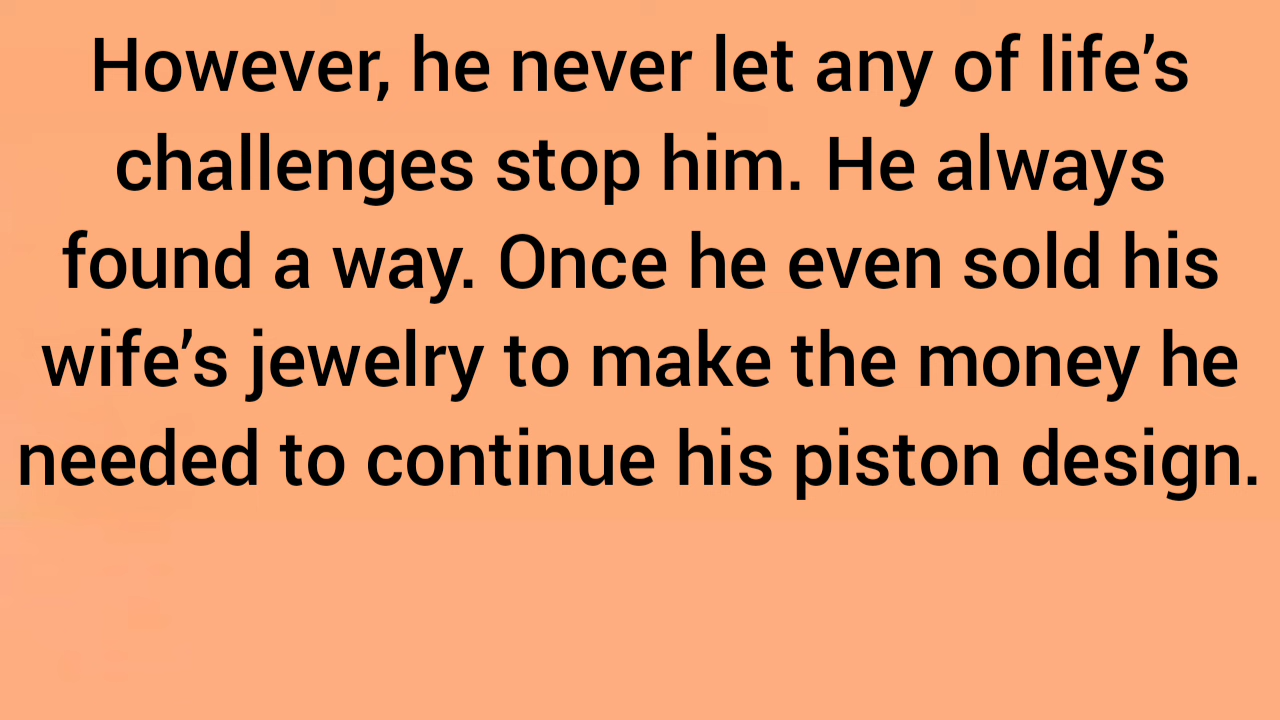 However, he never let any of life’s
challenges stop him. He always
found a way. Once he even sold his
wife’s jewelry to make the money he
needed to continue his piston design.